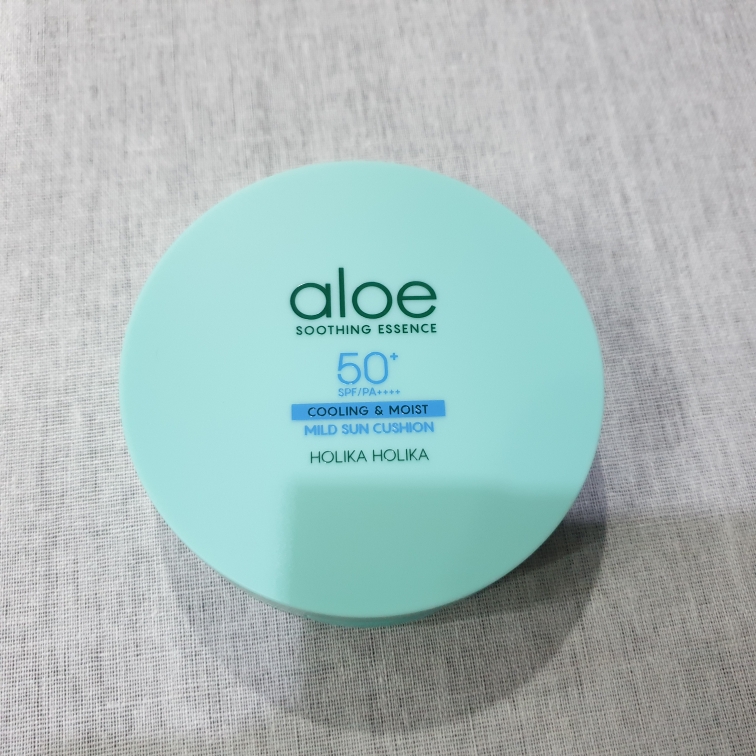 aloe
SOOTHING ESSENCE
50+
SPF/PA++++
COOLING & MOIST
MILD SUN CUSHION
HOLIKA HOLIKA